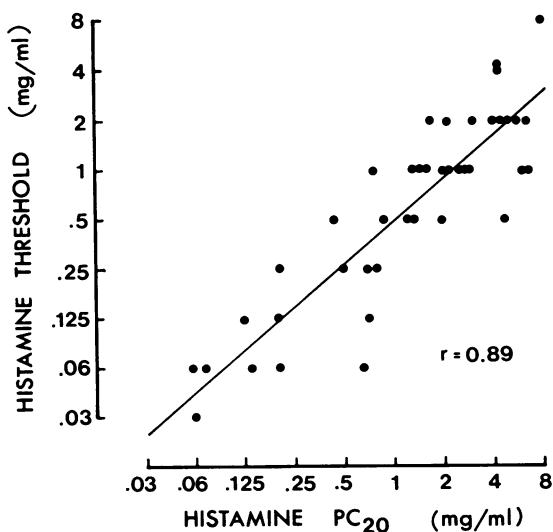 HISTAMINE THRESHOLD (mg/ml)
8
4
2
1
.5
.25
.125
.06
.03
r = 0.89
.03 .06 .125 .25 .5 1 2 4 8
HISTAMINE PC20 (mg/ml)